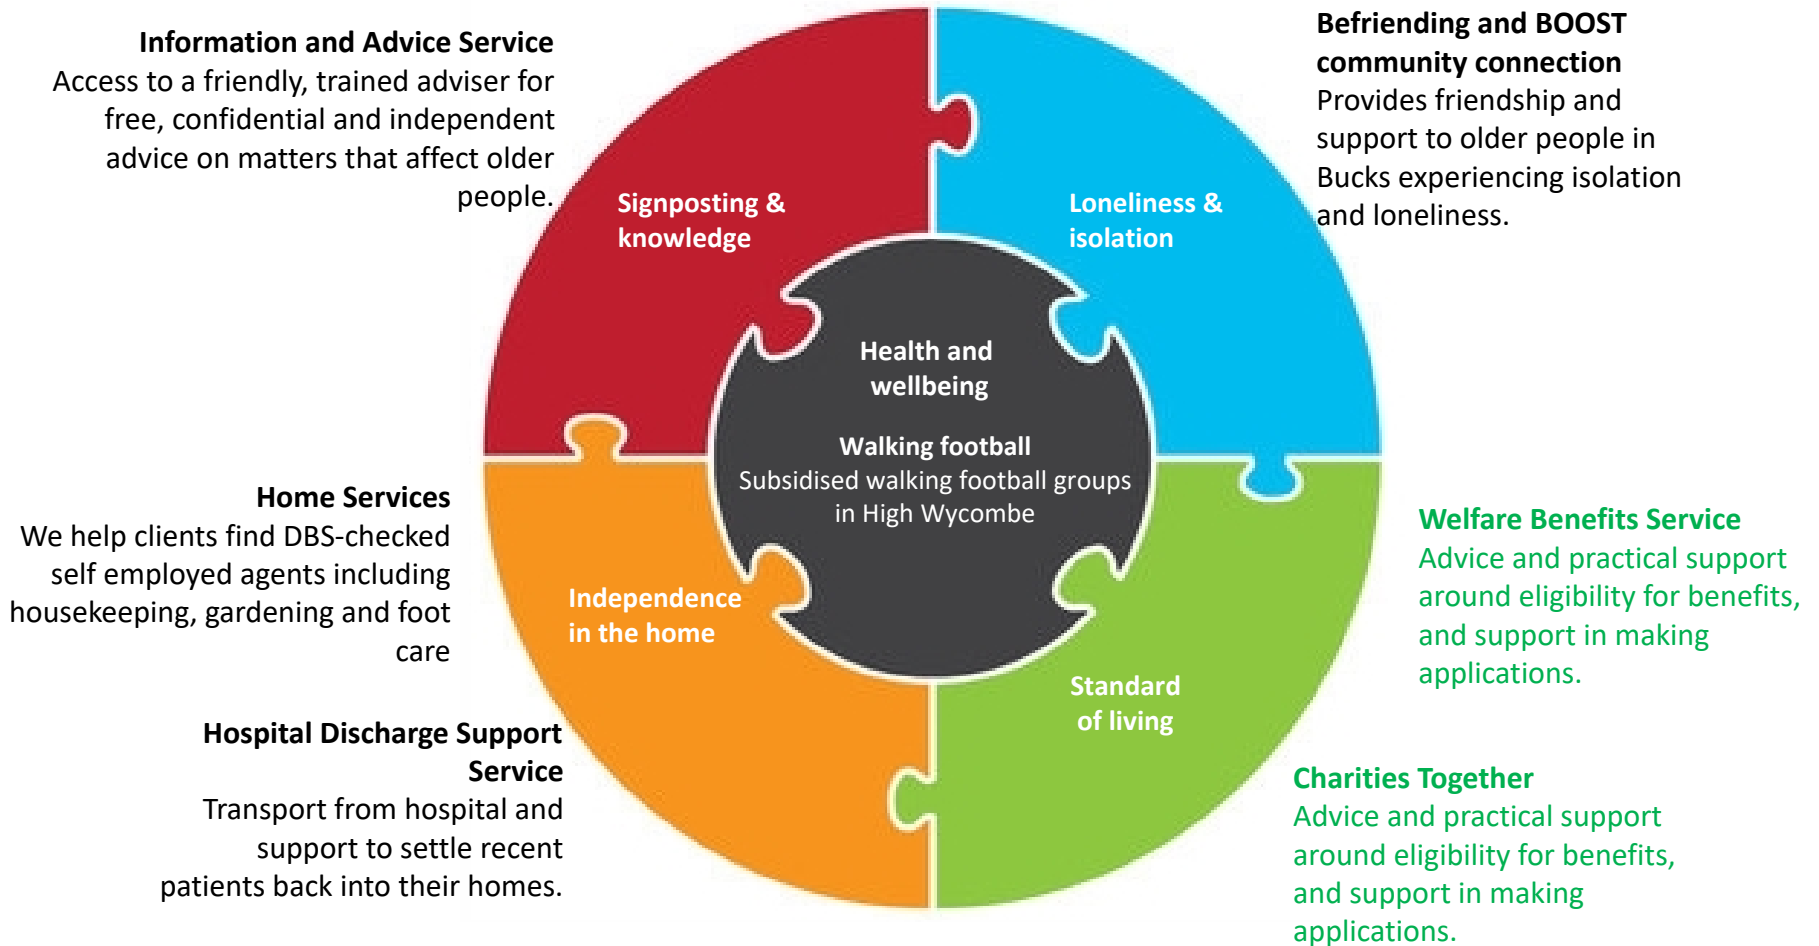 Information and Advice Service
Access to a friendly, trained adviser for
free, confidential and independent
advice on matters that affect older
people.
Befriending and BOOST
community connection
Provides friendship and
support to older people in
Bucks experiencing isolation
and loneliness.
Signposting &
knowledge
Loneliness &
isolation
Health and
wellbeing
Walking football
Subsidised walking football groups
in High Wycombe
Home Services
We help clients find DBS-checked
self employed agents including
housekeeping, gardening and foot
care
Independence
in the home
Welfare Benefits Service
Advice and practical support
around eligibility for benefits,
and support in making
applications.
Standard
of living
Hospital Discharge Support
Service
Transport from hospital and
support to settle recent
patients back into their homes.
Charities Together
Advice and practical support
around eligibility for benefits,
and support in making
applications.